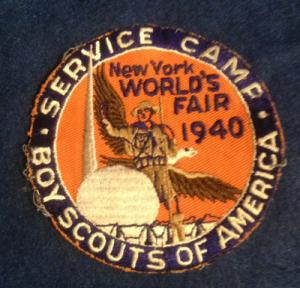 SERVICE CAMP
New York
WORLD'S
FAIR
1940
BOY SCOUTS OF AMERICA